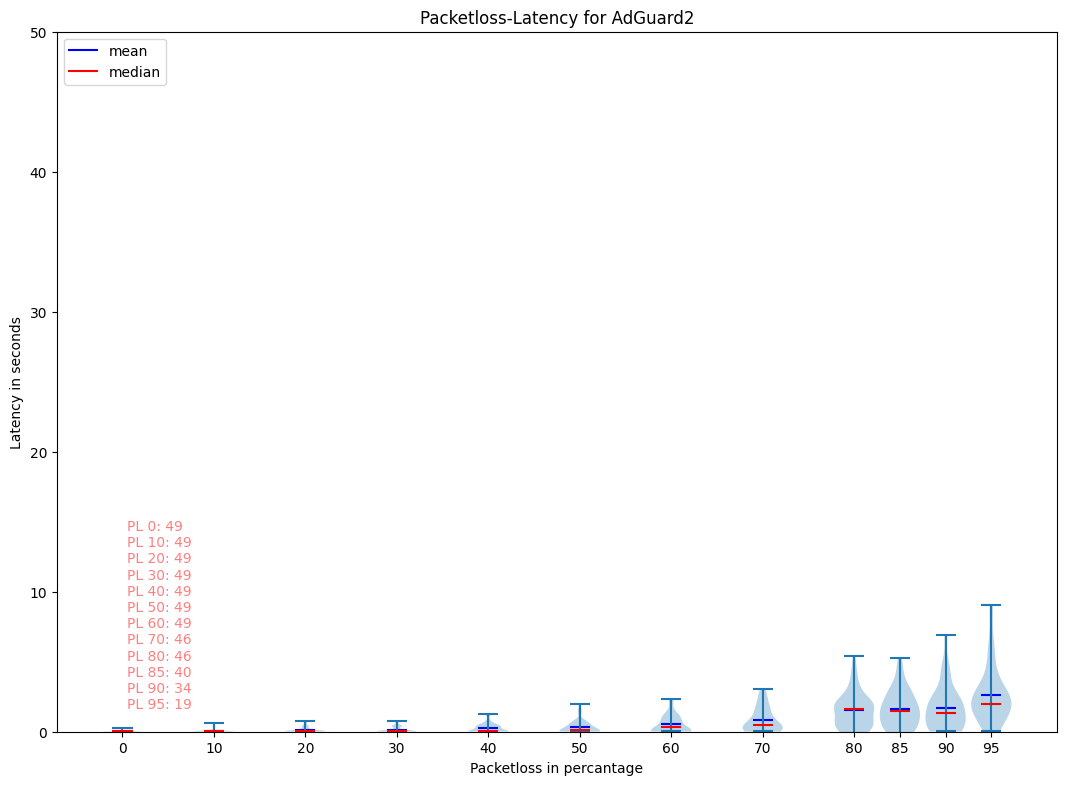 Packetloss-Latency for AdGuard2
mean
median
50
40
30
20
10
0
Latency in seconds
PL 0: 49
PL 10: 49
PL 20: 49
PL 30: 49
PL 40: 49
PL 50: 49
PL 60: 49
PL 70: 46
PL 80: 46
PL 85: 40
PL 90: 34
PL 95: 19
0 10 20 30 40 50 60 70 80 85 90 95
Packetloss in percantage